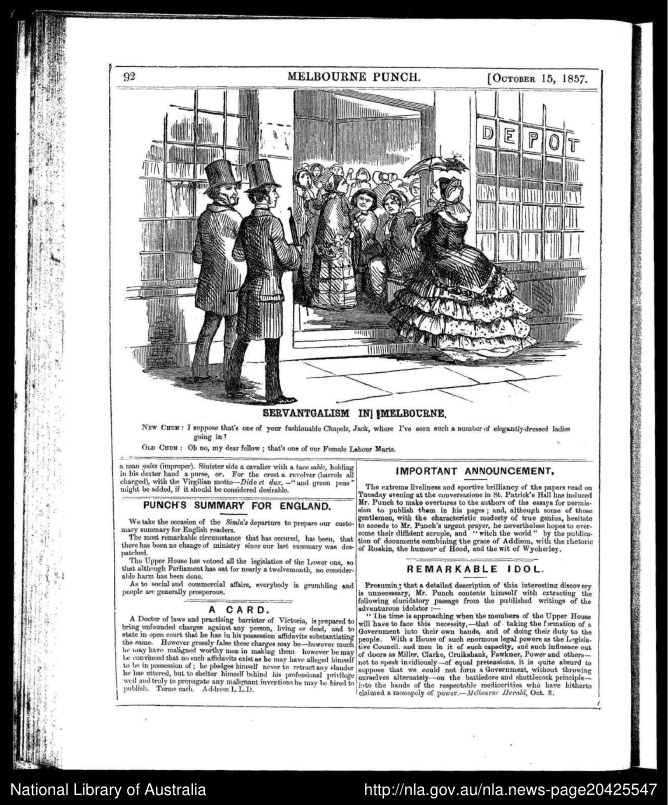 92
MELBOURNE PUNCH.
[OCTOBER 15, 1857.
DEPOT
SERVANTGALISM IN MELBOURNE.
NEW CHUM: I suppose that's one of your fashionable Chapels, Jack, where I've seen such a number of elegantly-dressed ladies
going in?
OLD CHUM: Oh no, my dear fellow; that's one of our Female Labour Marts.
a man gules (improper). Sinister side a cavalier with a face sable, holding
in his dexter hand a purse, or. For the crest a revolver (barrels all
charged), with the Virgilian motto—Dido et dux, —"and green peas"
might be added, if it should be considered desirable.
PUNCH'S SUMMARY FOR ENGLAND.
We take the occasion of the Simla's departure to prepare our custo-
mary summary for English readers.
The most remarkable circumstance that has occured, has been, that
there has been no change of ministry since our last summary was des-
patched.
The Upper House has votoed all the legislation of the Lower one, so
that although Parliament has sat for nearly a twelvemonth, no consider-
able harm has been done.
As to social and commercial affairs, everybody is grumbling and
people are generally prosperous.
A CARD.
A Doctor of laws and practising barrister of Victoria, is prepared to
bring unfounded charges against any person, living or dead, and to
state in open court that he has in his possession affidavits substantiating
the same. However grossly false these charges may be—however much
he may have maligned worthy men in making them however he may
be convinced that no such affidavits exist as he may have alleged himself
to be in possession of; he pledges himself never to retract any slander
he has uttered, but to shelter himself behind his professional privilege
well and truly to propagate any malignant inventions he may be hired to
publish. Terms cash. Address L.L.D.
IMPORTANT ANNOUNCEMENT.
The extreme liveliness and sportive brilliancy of the papers read on
Tuesday evening at the conversazione in St. Patrick's Hall has induced
Mr. Punch to make overtures to the authors of the essays for permis-
sion to publish them in his pages; and, although some of those
gentlemen, with the characteristic modesty of true genius, hesitate
to accede to Mr. Punch's urgent prayer, he nevertheless hopes to over-
come their diffident scruple, and "witch the world" by the publica-
tion of documents combining the grace of Addison, with the rhetoric
of Ruskin, the humour of Hood, and the wit of Wycherley.
REMARKABLE IDOL.
Presuming that a detailed description of this interesting discovery
is unnecessary, Mr. Punch contents himself with extracting the
following elucidatory passage from the published writings of the
adventurous idolator:—
"The time is approaching when the members of the Upper House
will have to face this necessity,—that of taking the formation of a
Government into their own hands, and of doing their duty to the
people. With a House of such enormous legal powers as the Legisla-
tive Council, and men in it of such capacity, and such influence out
of doors as Miller, Clarke, Cruikshank, Fawkner, Power and others—
not to speak invidiously—of equal pretensions, it is quite absurd to
suppose that we could not form a Government, without throwing
ourselves alternately—on the battledore and shuttlecock principle—
into the hands of the respectable mediocrities who have hitherto
claimed a monopoly of power.—Melbourne Herald, Oct. 8.
National Library of Australia
http://nla.gov.au/nla.news-page20425547